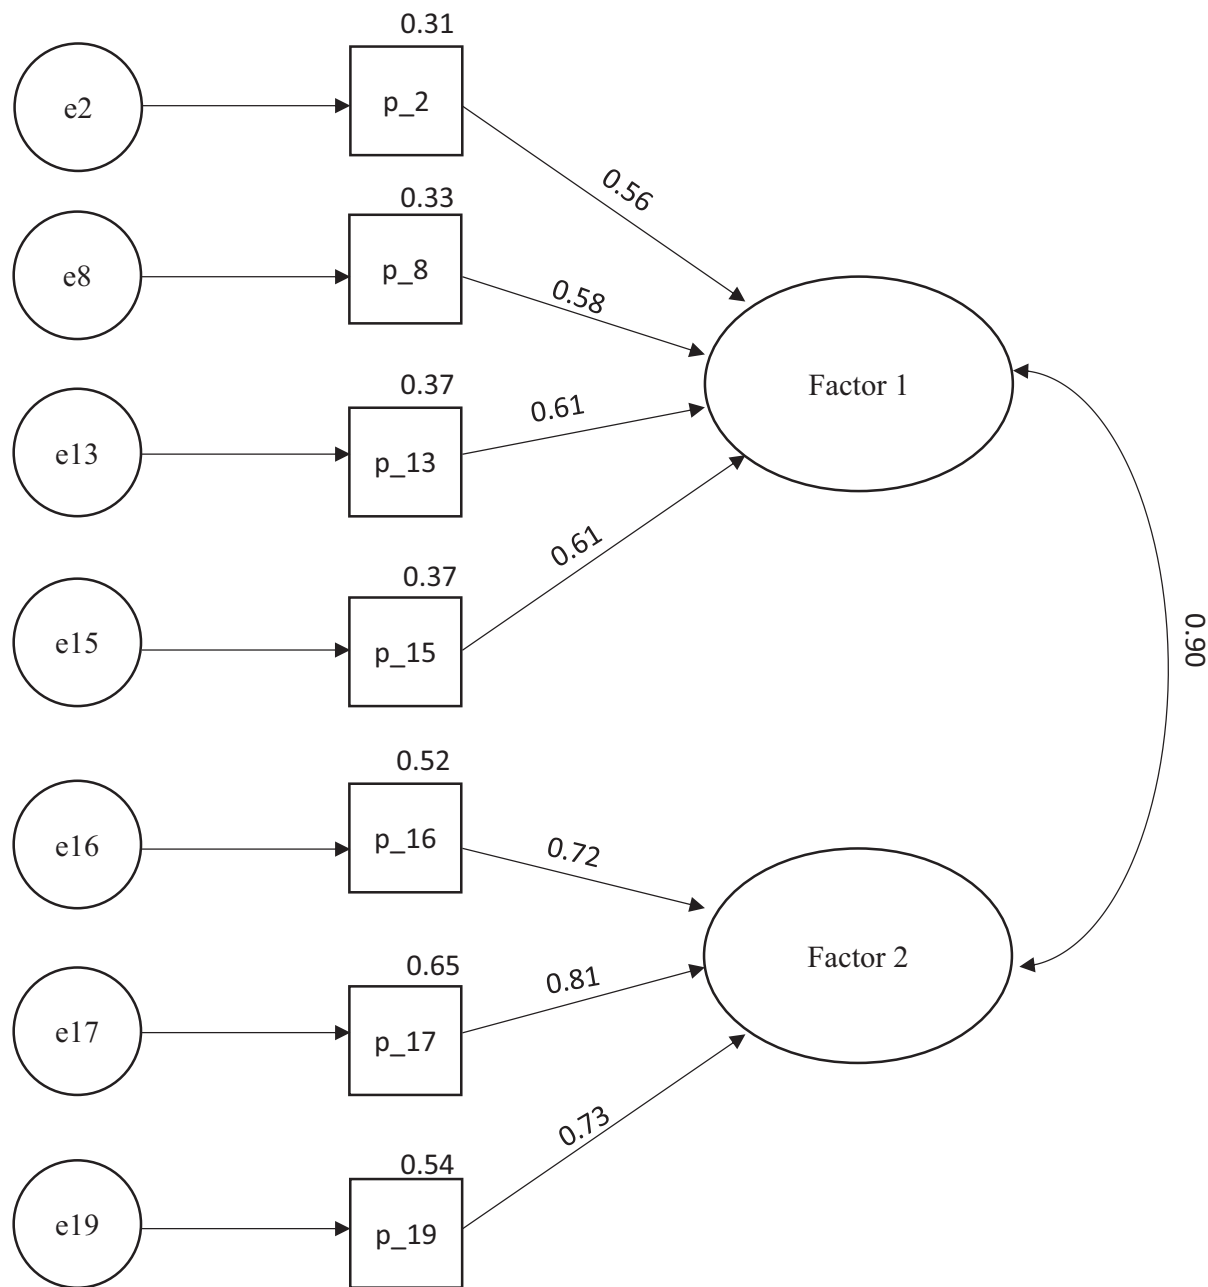 0.31
e2
p_2
0.56
0.33
e8
p_8
0.58
0.37
e13
p_13
0.61
Factor 1
0.37
e15
p_15
0.61
0.90
0.52
e16
p_16
0.72
0.65
e17
p_17
0.81
Factor 2
0.54
e19
p_19
0.73